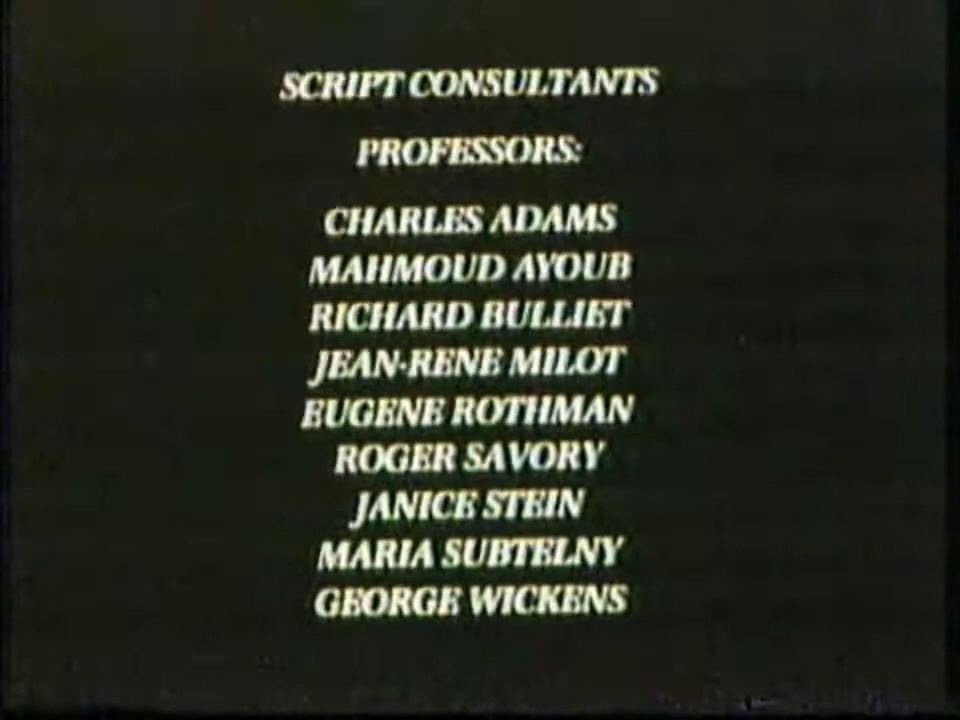 SCRIPT CONSULTANTS
PROFESSORS:
CHARLES ADAMS
MAHMOUD AYOUB
RICHARD BULLIET
JEAN-RENE MILOT
EUGENE ROTHMAN
ROGER SAVORY
JANICE STEIN
MARIA SUBTELNY
GEORGE WICKENS